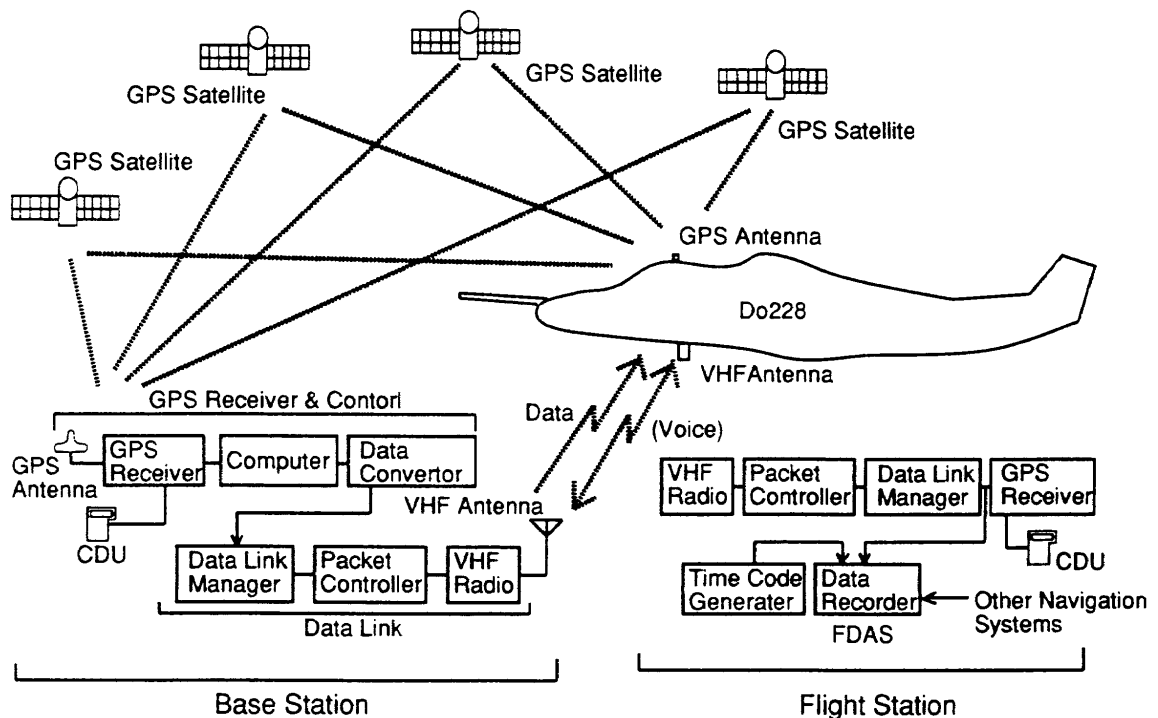 GPS Satellite
GPS Satellite
GPS Satellite
GPS Satellite
GPS Antenna
Do228
VHFAntenna
Data
(Voice)
GPS Receiver & Contorl
GPS
Antenna
GPS
Receiver
Computer
Data
Convertor
CDU
VHF Antenna
Data Link
Manager
Packet
Controller
VHF
Radio
Data Link
Base Station
VHF
Radio
Packet
Controller
Data Link
Manager
GPS
Receiver
CDU
Time Code
Generater
Data
Recorder
FDAS
Other Navigation
Systems
Flight Station